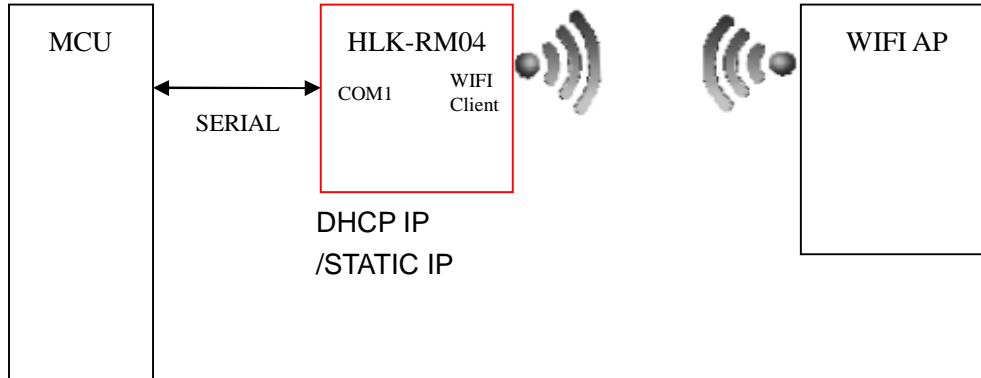 MCU
HLK-RM04
WIFI AP
COM1
WIFI
Client
SERIAL
DHCP IP
/STATIC IP